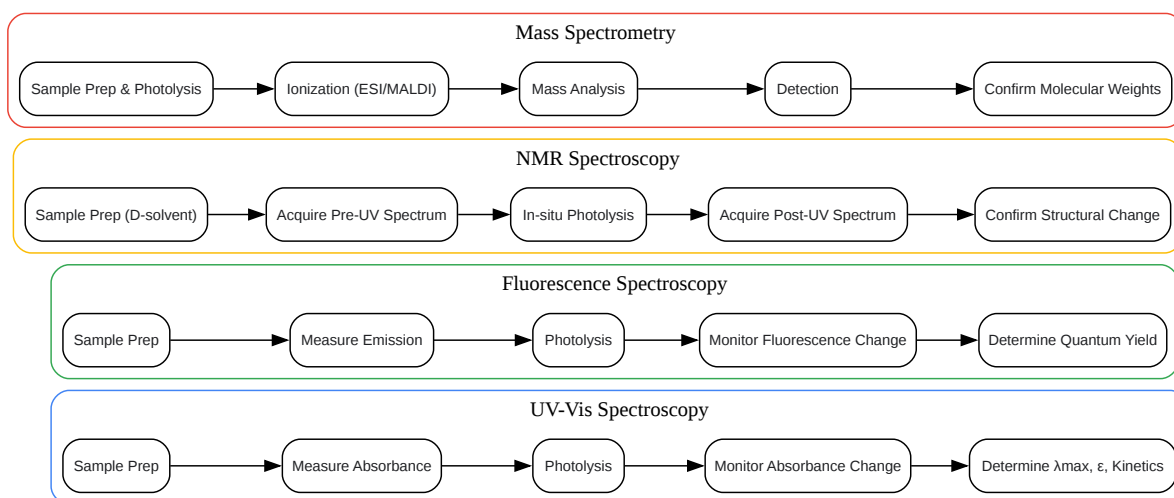 Mass Spectrometry
Sample Prep & Photolysis
Ionization (ESI/MALDI)
Mass Analysis
Detection
Confirm Molecular Weights
NMR Spectroscopy
Sample Prep (D-solvent)
Acquire Pre-UV Spectrum
In-situ Photolysis
Acquire Post-UV Spectrum
Confirm Structural Change
Fluorescence Spectroscopy
Sample Prep
Measure Emission
Photolysis
Monitor Fluorescence Change
Determine Quantum Yield
UV-Vis Spectroscopy
Sample Prep
Measure Absorbance
Photolysis
Monitor Absorbance Change
Determine λmax, ε, Kinetics